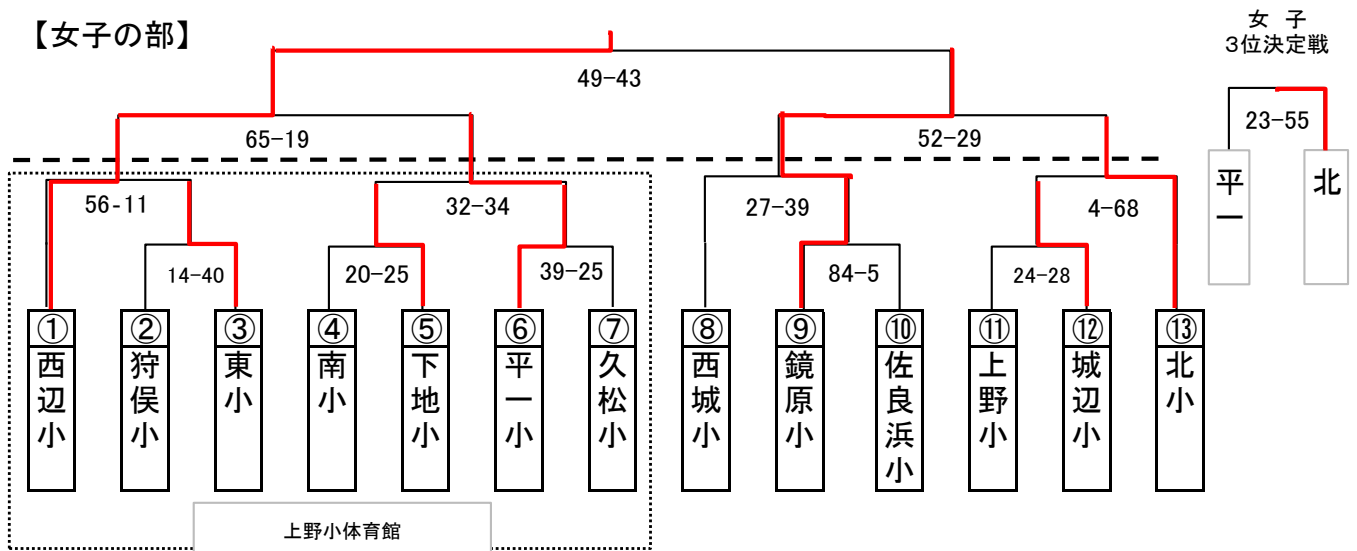 【女子の部】
女 子
3位決定戦
49−43
23−55
65−19
52−29
平一
北
56-11
32−34
27−39
4−68
14−40
20−25
39−25
84−5
24−28
①
西辺小
②
狩俣小
③
東小
④
南小
⑤
下地小
⑥
平一小
⑦
久松小
⑧
西城小
⑨
鏡原小
⑩
佐良浜小
⑪
上野小
⑫
城辺小
⑬
北小
上野小体育館